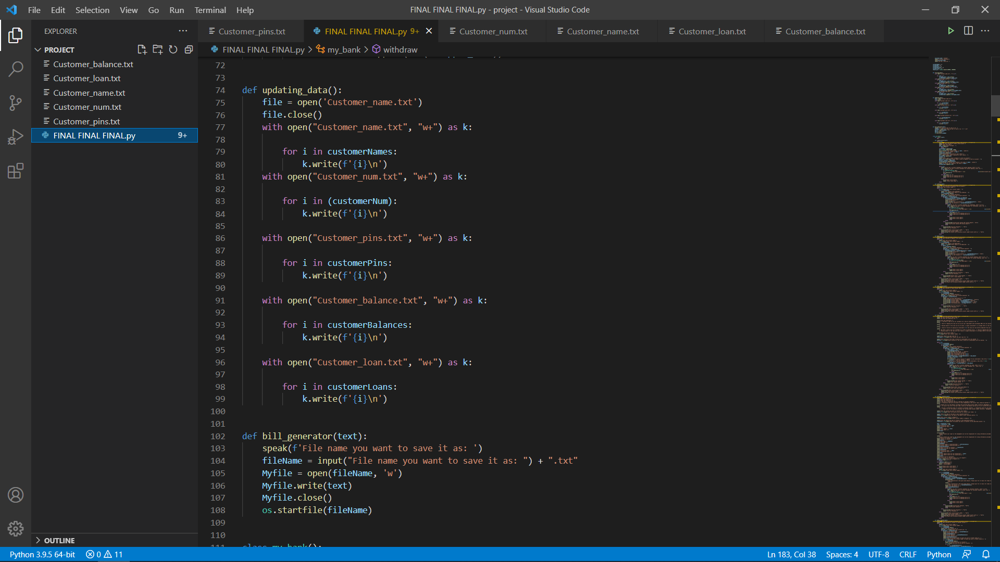 File Edit Selection View Go Run Terminal Help
FINAL FINAL FINAL.py - project - Visual Studio Code
EXPLORER
Customer_pins.txt
FINAL FINAL FINAL.py 9+
Customer_num.txt
Customer_name.txt
Customer_loan.txt
Customer_balance.txt
PROJECT
Customer_balance.txt
Customer_loan.txt
Customer_name.txt
Customer_num.txt
Customer_pins.txt
FINAL FINAL FINAL.py 9+
OUTLINE
FINAL FINAL FINAL.py > my_bank > withdraw
72
73
74 def updating_data():
75 file = open('Customer_name.txt')
76 file.close()
77 with open("Customer_name.txt", "w+") as k:
78
79 for i in customerNames:
80 k.write(f'{i}\n')
81 with open("Customer_num.txt", "w+") as k:
82
83 for i in (customerNum):
84 k.write(f'{i}\n')
85
86 with open("Customer_pins.txt", "w+") as k:
87
88 for i in customerPins:
89 k.write(f'{i}\n')
90
91 with open("Customer_balance.txt", "w+") as k:
92
93 for i in customerBalances:
94 k.write(f'{i}\n')
95
96 with open("Customer_loan.txt", "w+") as k:
97
98 for i in customerLoans:
99 k.write(f'{i}\n')
100
101
102 def bill_generator(text):
103 speak(f'File name you want to save it as: ')
104 fileName = input("File name you want to save it as: ") + ".txt"
105 Myfile = open(fileName, 'w')
106 Myfile.write(text)
107 Myfile.close()
108 os.startfile(fileName)
109
110
111 class my_bank():
Python 3.9.5 64-bit 0 11
Ln 183, Col 38 Spaces: 4 UTF-8 CRLF Python